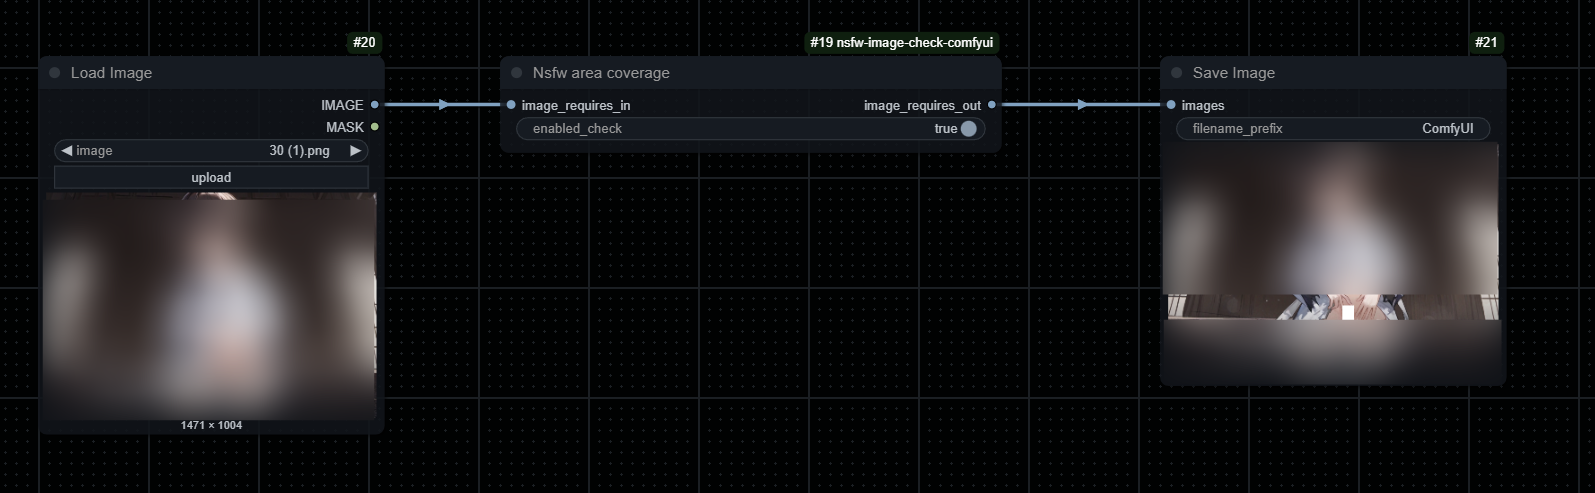 #20
Load Image
IMAGE
MASK
image 30 (1).png
upload
1471 × 1004
#19 nsfw-image-check-comfyui
Nsfw area coverage
image_requires_in image_requires_out
enabled_check true
#21
Save Image
images
filename_prefix ComfyUI